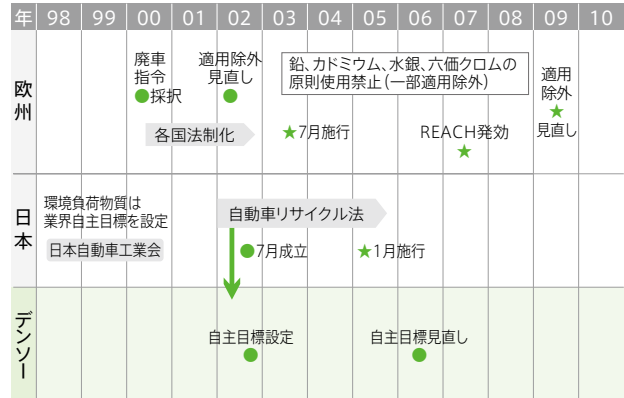 年 98 99 00 01 02 03 04 05 06 07 08 09 10
欧州
廃車
指令
●採択
適用除外
見直し
●
鉛、カドミウム、水銀、六価クロムの
原則使用禁止（一部適用除外）
適用
除外
★
見直し
各国法制化
★7月施行
REACH発効
★
日本
環境負荷物質は
業界自主目標を設定
日本自動車工業会
自動車リサイクル法
●7月成立
★1月施行
デンソー
自主目標設定
●
自主目標見直し
●